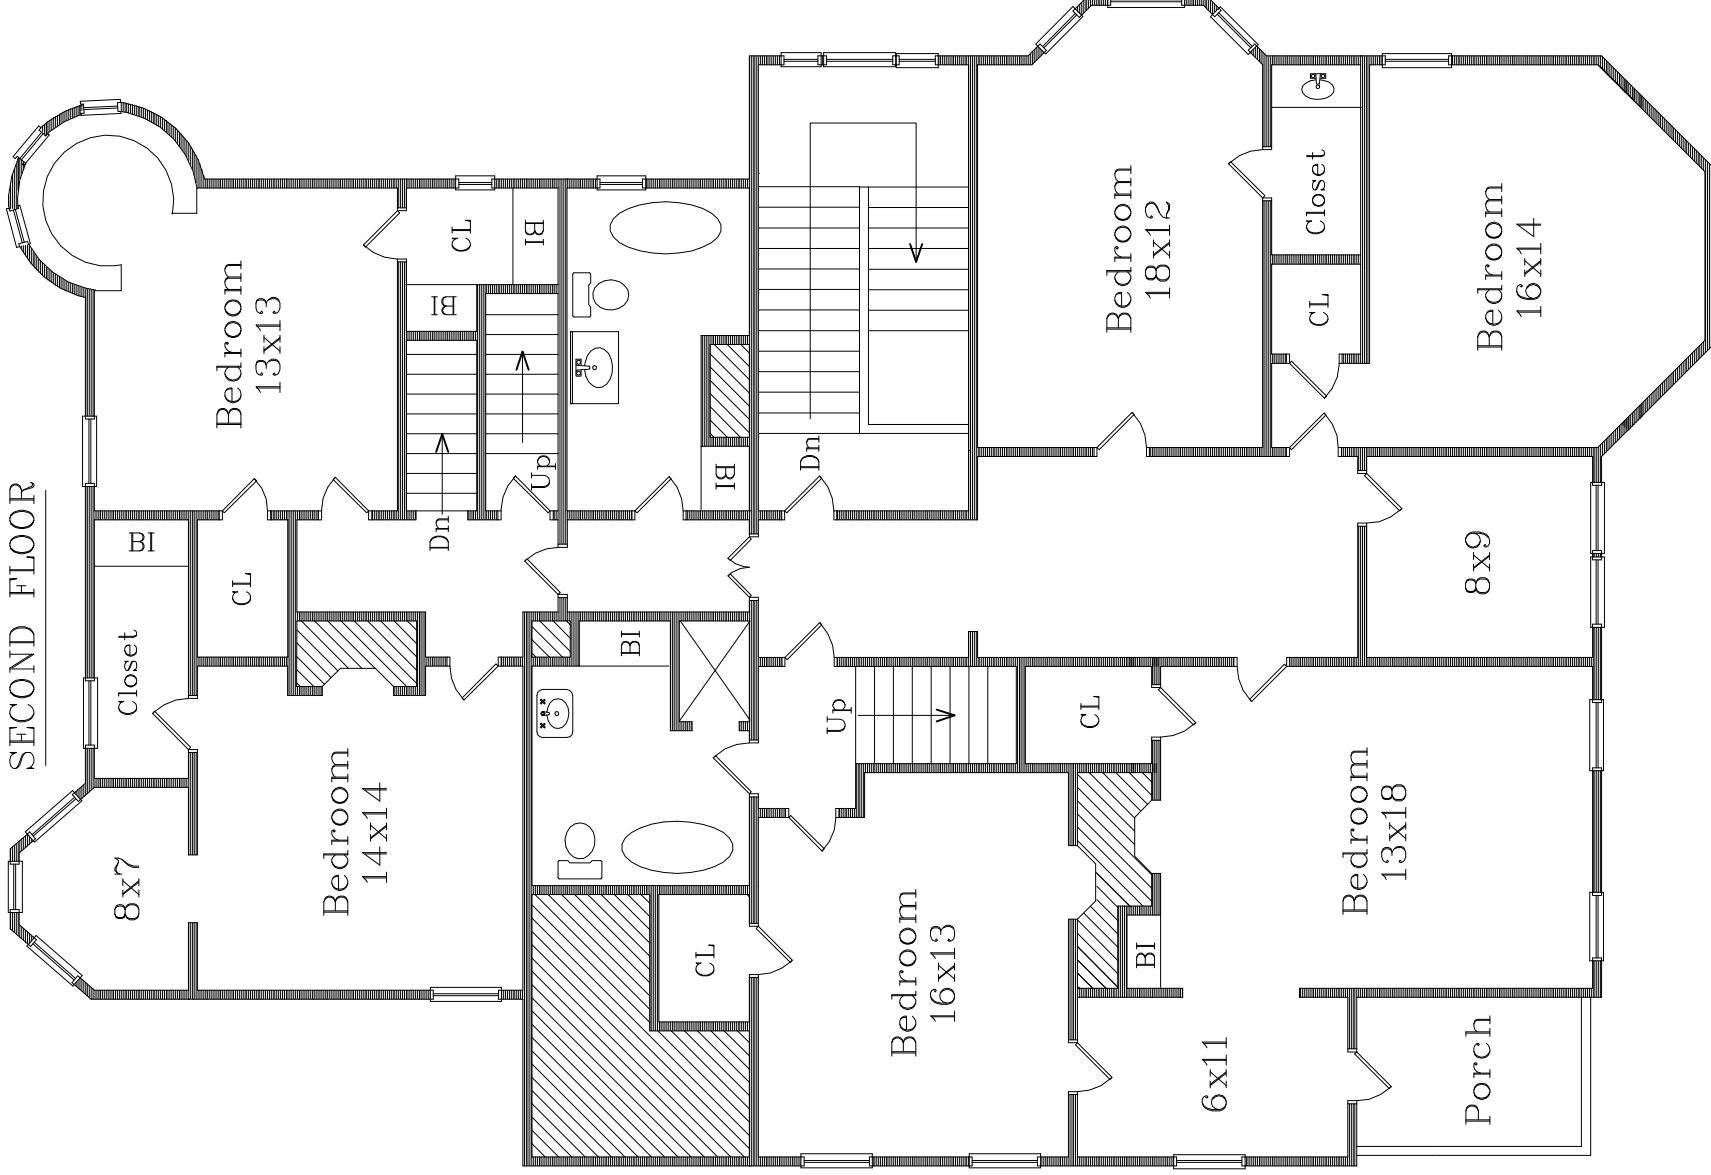 SECOND FLOOR
8x7
Closet
BI
CL
Bedroom
13x13
Bedroom
14x14
Dn
BI
CL
BI
Up
BI
CL
BI
Dn
Up
Bedroom
16x13
CL
Bedroom
18x12
BI
6x11
CL
Closet
Bedroom
13x18
Porch
8x9
Bedroom
16x14